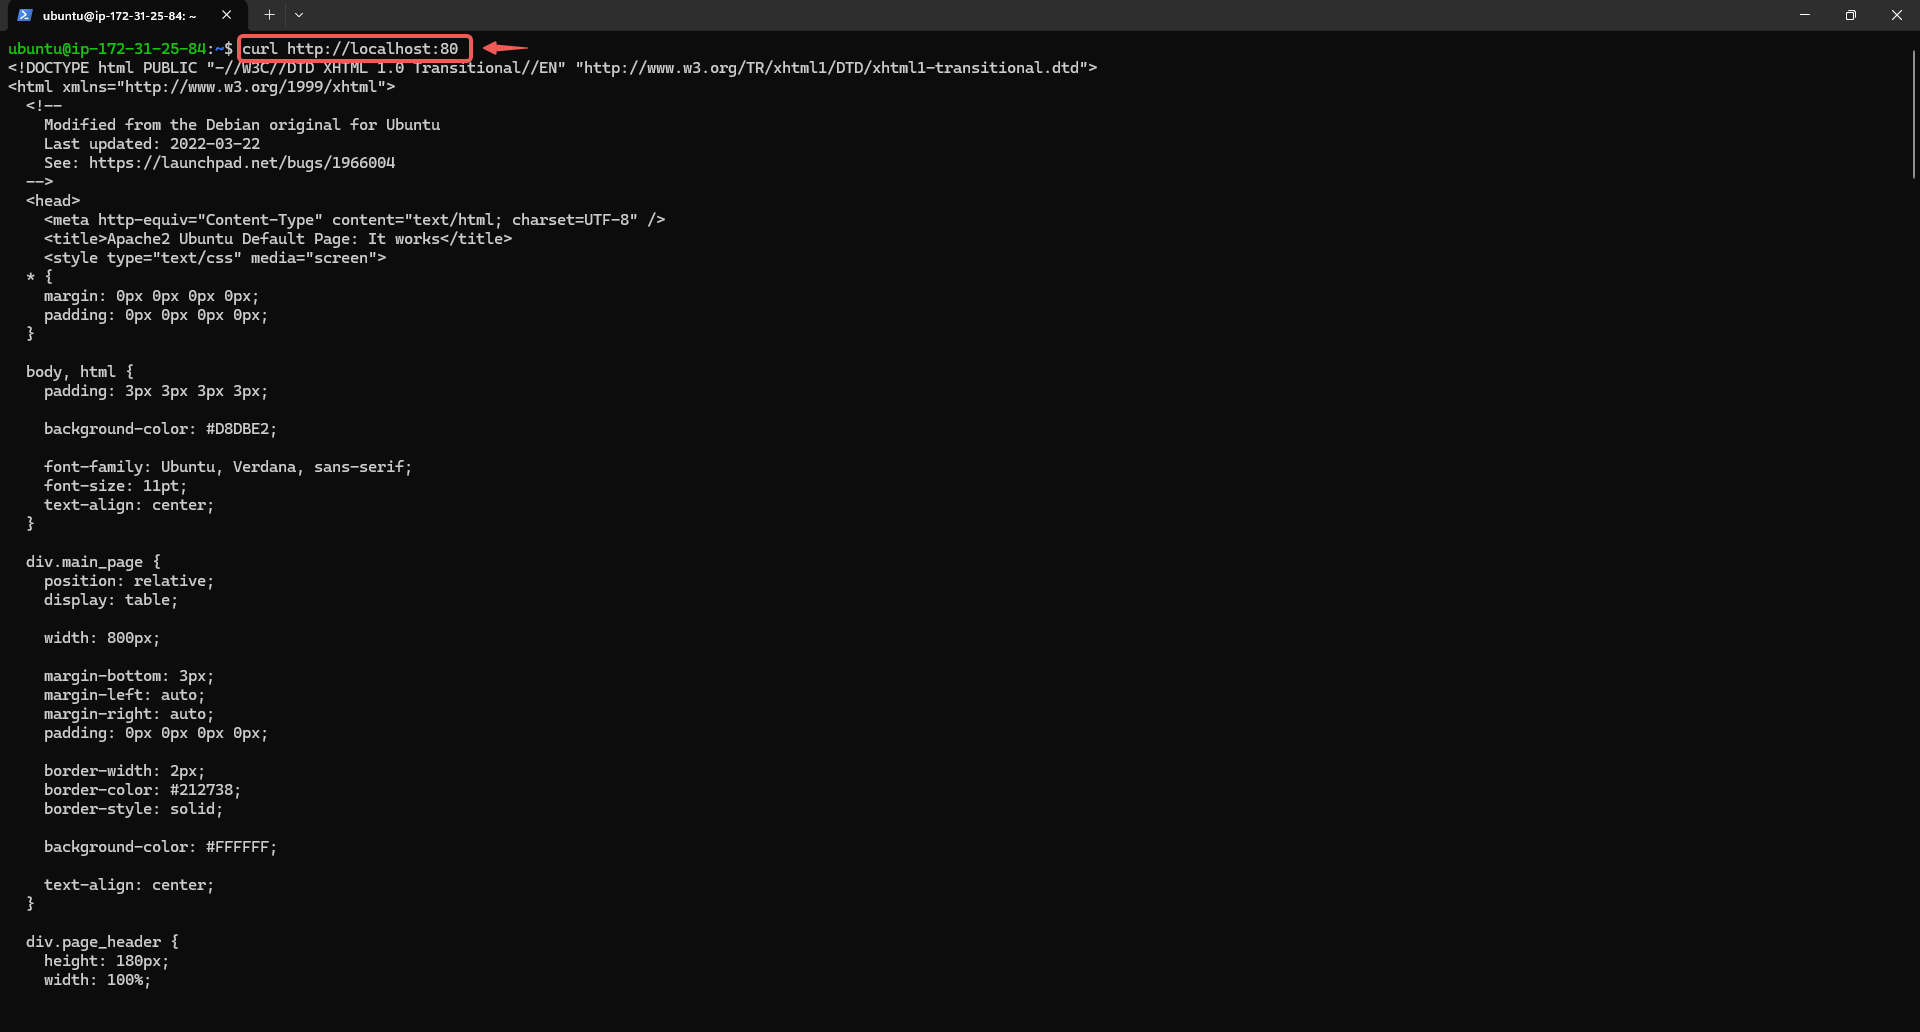 ubuntu@ip-172-31-25-84: ~
ubuntu@ip-172-31-25-84:~$ curl http://localhost:80
<!DOCTYPE html PUBLIC "-//W3C//DTD XHTML 1.0 Transitional//EN" "http://www.w3.org/TR/xhtml1/DTD/xhtml1-transitional.dtd">
<html xmlns="http://www.w3.org/1999/xhtml">
  <!--
    Modified from the Debian original for Ubuntu
    Last updated: 2022-03-22
    See: https://launchpad.net/bugs/1966004
  -->
  <head>
    <meta http-equiv="Content-Type" content="text/html; charset=UTF-8" />
    <title>Apache2 Ubuntu Default Page: It works</title>
    <style type="text/css" media="screen">
  * {
    margin: 0px 0px 0px 0px;
    padding: 0px 0px 0px 0px;
  }

  body, html {
    padding: 3px 3px 3px 3px;

    background-color: #D8DBE2;

    font-family: Ubuntu, Verdana, sans-serif;
    font-size: 11pt;
    text-align: center;
  }

  div.main_page {
    position: relative;
    display: table;

    width: 800px;

    margin-bottom: 3px;
    margin-left: auto;
    margin-right: auto;
    padding: 0px 0px 0px 0px;

    border-width: 2px;
    border-color: #212738;
    border-style: solid;

    background-color: #FFFFFF;

    text-align: center;
  }

  div.page_header {
    height: 180px;
    width: 100%;